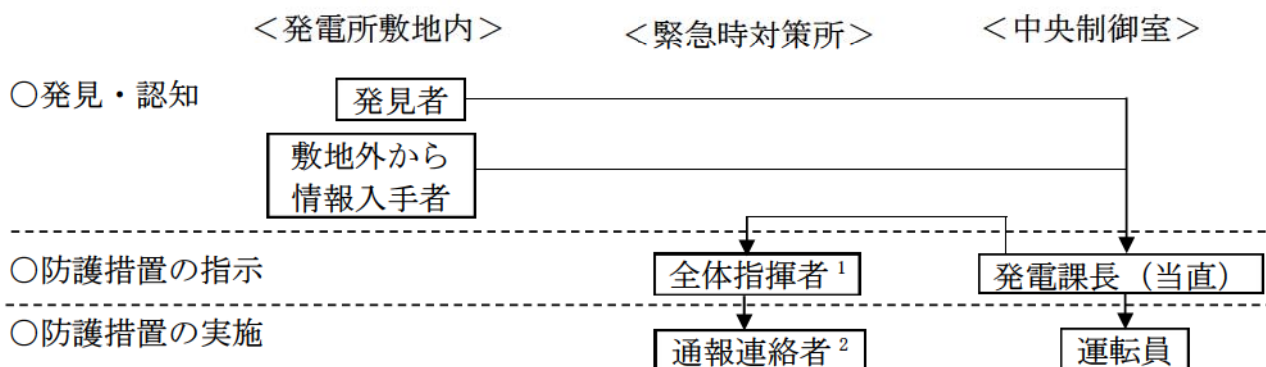 ＜発電所敷地内＞ ＜緊急時対策所＞ ＜中央制御室＞
○発見・認知 発見者
敷地外から
情報入手者
○防護措置の指示 全体指揮者1 発電課長（当直）
○防護措置の実施 通報連絡者2 運転員